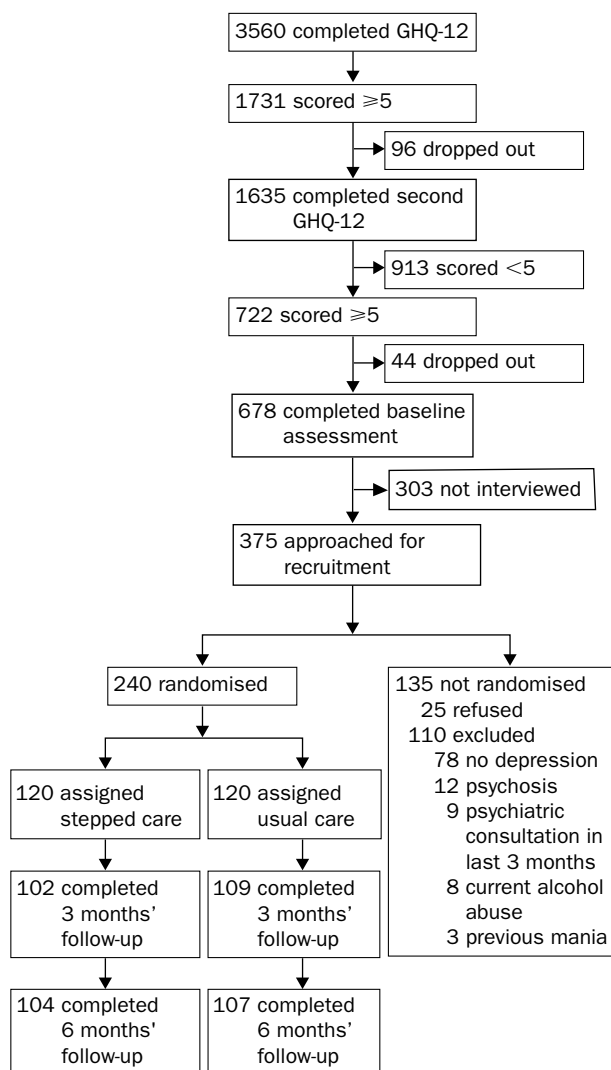 3560 completed GHQ-12
1731 scored ⩾5
96 dropped out
1635 completed second
GHQ-12
913 scored <5
722 scored ⩾5
44 dropped out
678 completed baseline
assessment
303 not interviewed
375 approached for
recruitment
240 randomised
135 not randomised
25 refused
110 excluded
78 no depression
12 psychosis
9 psychiatric
consultation in
last 3 months
8 current alcohol
abuse
3 previous mania
120 assigned
stepped care
120 assigned
usual care
102 completed
3 months’
follow-up
109 completed
3 months’
follow-up
104 completed
6 months'
follow-up
107 completed
6 months’
follow-up